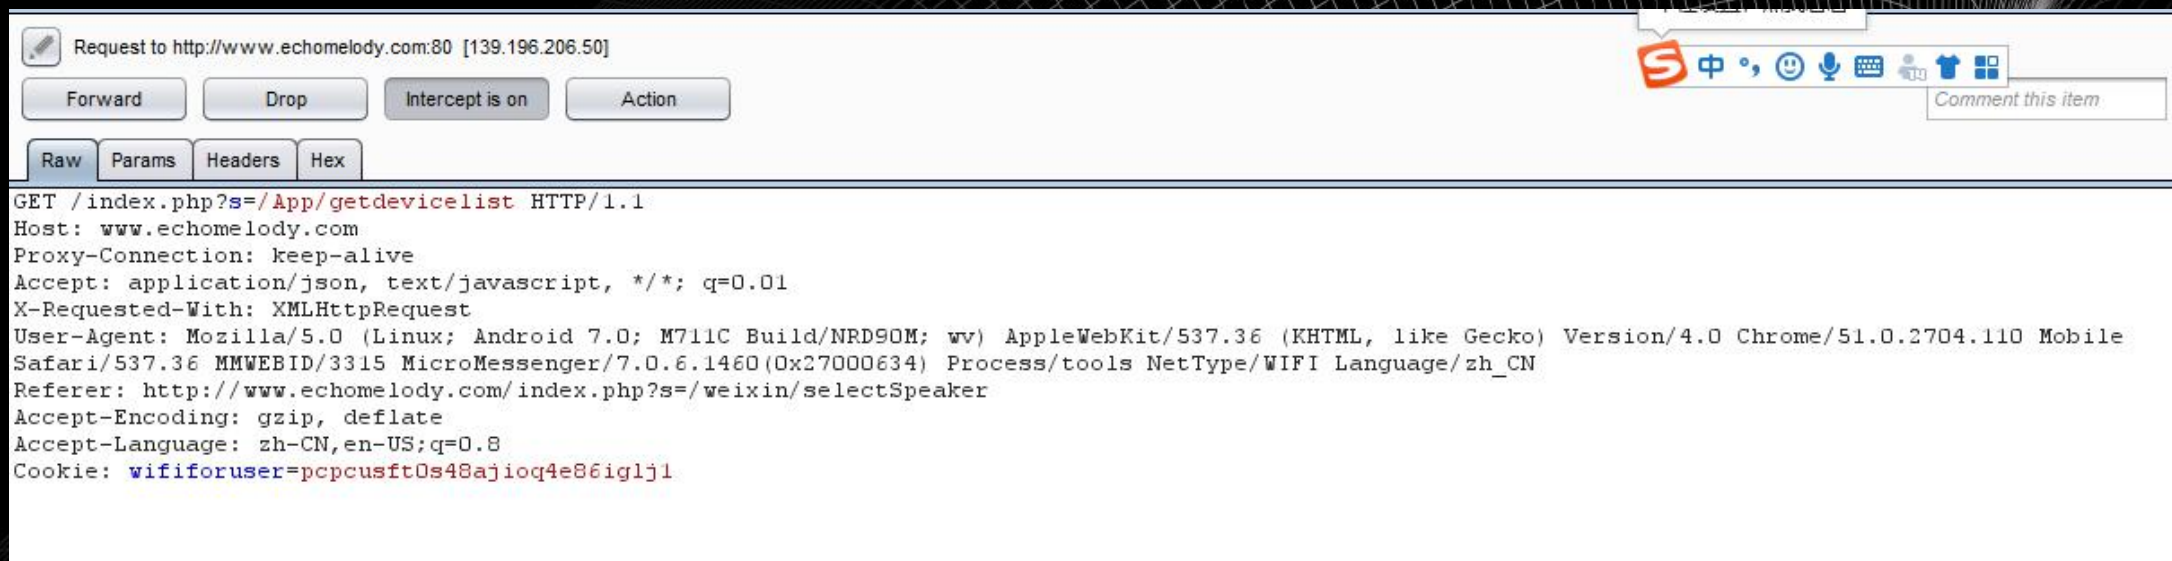 Request to http://www.echomelody.com:80 [139.196.206.50]
中
Forward Drop Intercept is on Action
Comment this item
Raw Params Headers Hex
GET /index.php?s=/App/getdevicelist HTTP/1.1
Host: www.echomelody.com
Proxy-Connection: keep-alive
Accept: application/json, text/javascript, */*; q=0.01
X-Requested-With: XMLHttpRequest
User-Agent: Mozilla/5.0 (Linux; Android 7.0; M711C Build/NRD90M; wv) AppleWebKit/537.36 (KHTML, like Gecko) Version/4.0 Chrome/51.0.2704.110 Mobile
Safari/537.36 MMWEBID/3315 MicroMessenger/7.0.6.1460(0x27000634) Process/tools NetType/WIFI Language/zh_CN
Referer: http://www.echomelody.com/index.php?s=/weixin/selectSpeaker
Accept-Encoding: gzip, deflate
Accept-Language: zh-CN,en-US;q=0.8
Cookie: wififoruser=pcpcusft0s48ajioq4e86iglj1